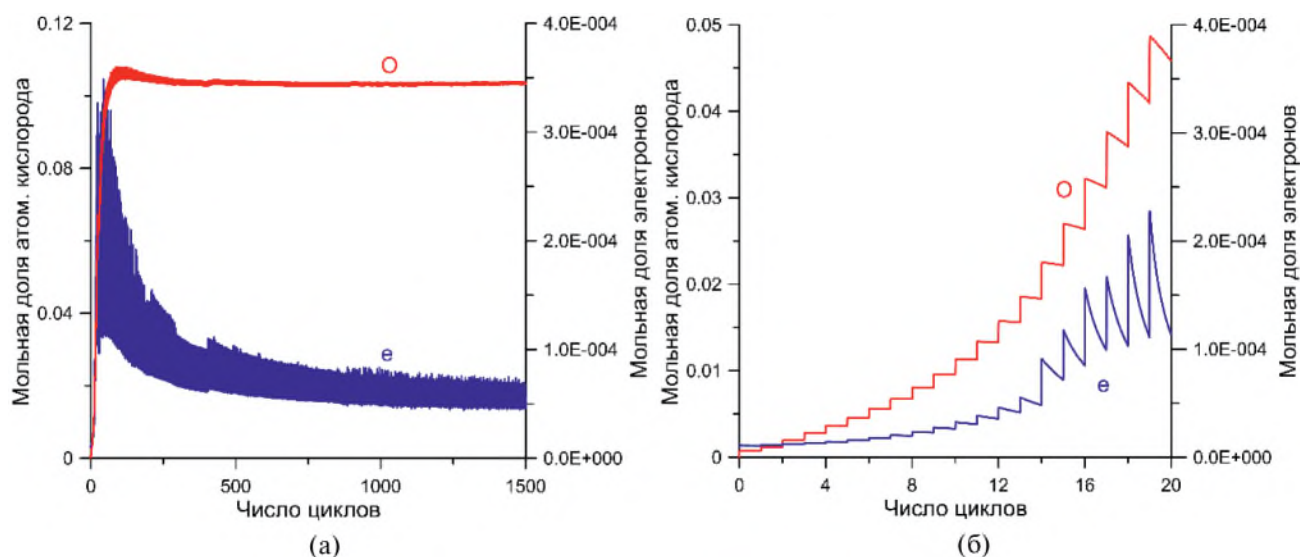 0.12
0.08
0.04
0
Мольная доля атом. кислорода
4.0E-004
3.0E-004
2.0E-004
1.0E-004
0.0E+000
Мольная доля электронов
O
e
0
500
1000
1500
Число циклов
(а)
0.05
0.04
0.03
0.02
0.01
0
Мольная доля атом. кислорода
4.0E-004
3.0E-004
2.0E-004
1.0E-004
0.0E+000
Мольная доля электронов
O
e
0
4
8
12
16
20
Число циклов
(б)